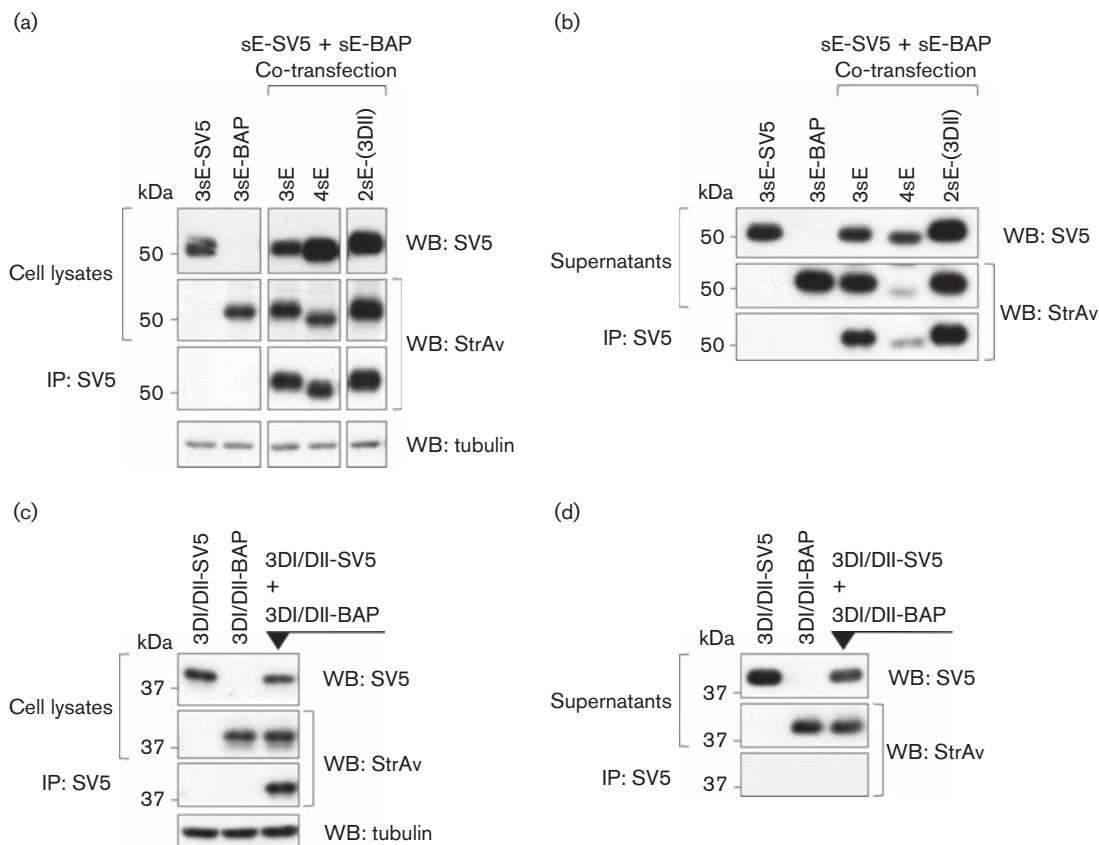 (a)
sE-SV5 + sE-BAP
Co-transfection
3sE-SV5
3sE-BAP
3sE
4sE
2sE-(3DII)
kDa
50
WB: SV5
Cell lysates
50
WB: StrAv
IP: SV5
50
WB: tubulin
(b)
sE-SV5 + sE-BAP
Co-transfection
3sE-SV5
3sE-BAP
3sE
4sE
2sE-(3DII)
kDa
50
WB: SV5
Supernatants
50
WB: StrAv
IP: SV5
50
(c)
3DI/DII-SV5
3DI/DII-BAP
3DI/DII-SV5
+
3DI/DII-BAP
kDa
37
WB: SV5
Cell lysates
37
WB: StrAv
IP: SV5
37
WB: tubulin
(d)
3DI/DII-SV5
3DI/DII-BAP
3DI/DII-SV5
+
3DI/DII-BAP
kDa
37
WB: SV5
Supernatants
37
WB: StrAv
IP: SV5
37